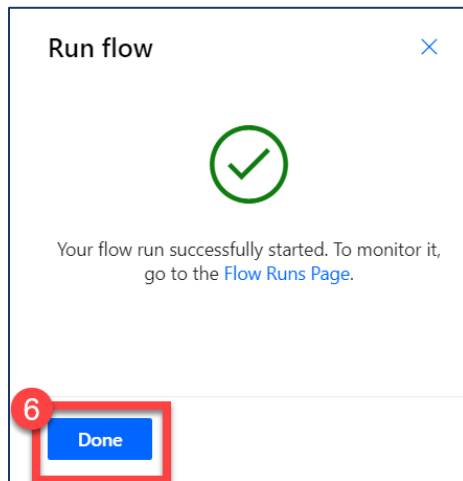 Run flow
Your flow run successfully started. To monitor it,
go to the Flow Runs Page.
6
Done